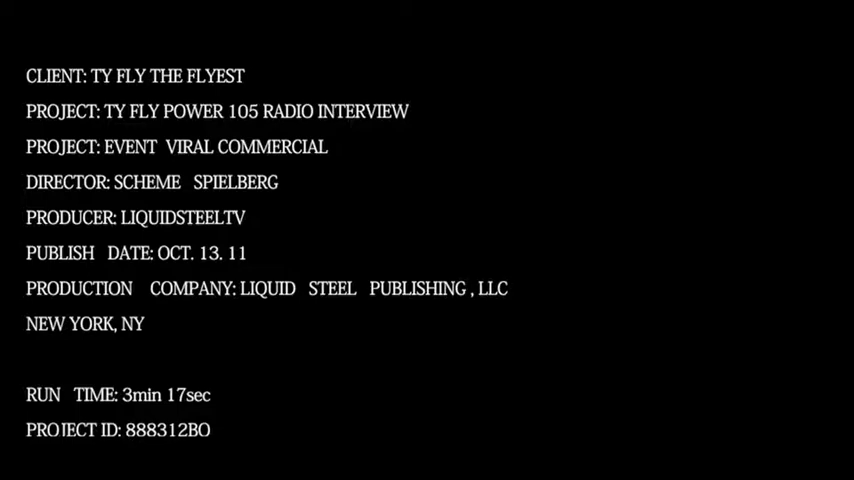 CLIENT: TY FLY THE FLYEST
PROJECT: TY FLY POWER 105 RADIO INTERVIEW
PROJECT: EVENT VIRAL COMMERCIAL
DIRECTOR: SCHEME SPIELBERG
PRODUCER: LIQUIDSTEELTV
PUBLISH DATE: OCT. 13. 11
PRODUCTION COMPANY: LIQUID STEEL PUBLISHING , LLC
NEW YORK, NY
RUN TIME: 3min 17sec
PROJECT ID: 888312BO